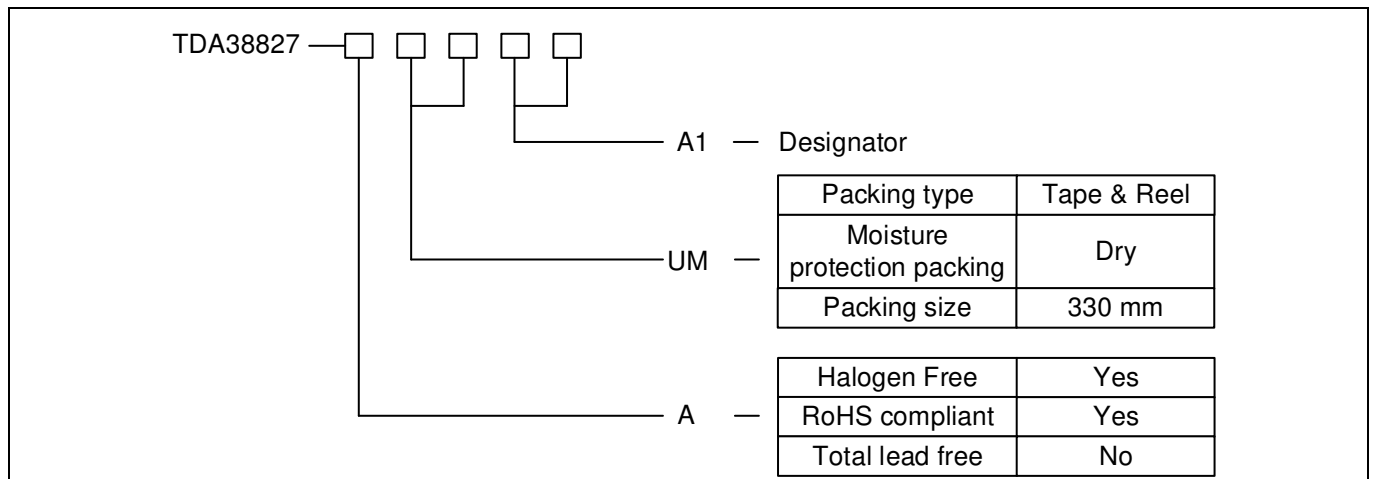 TDA38827
A1 — Designator
Packing type Tape & Reel
Moisture
protection packing Dry
UM —
Packing size 330 mm
Halogen Free Yes
A — RoHS compliant Yes
Total lead free No